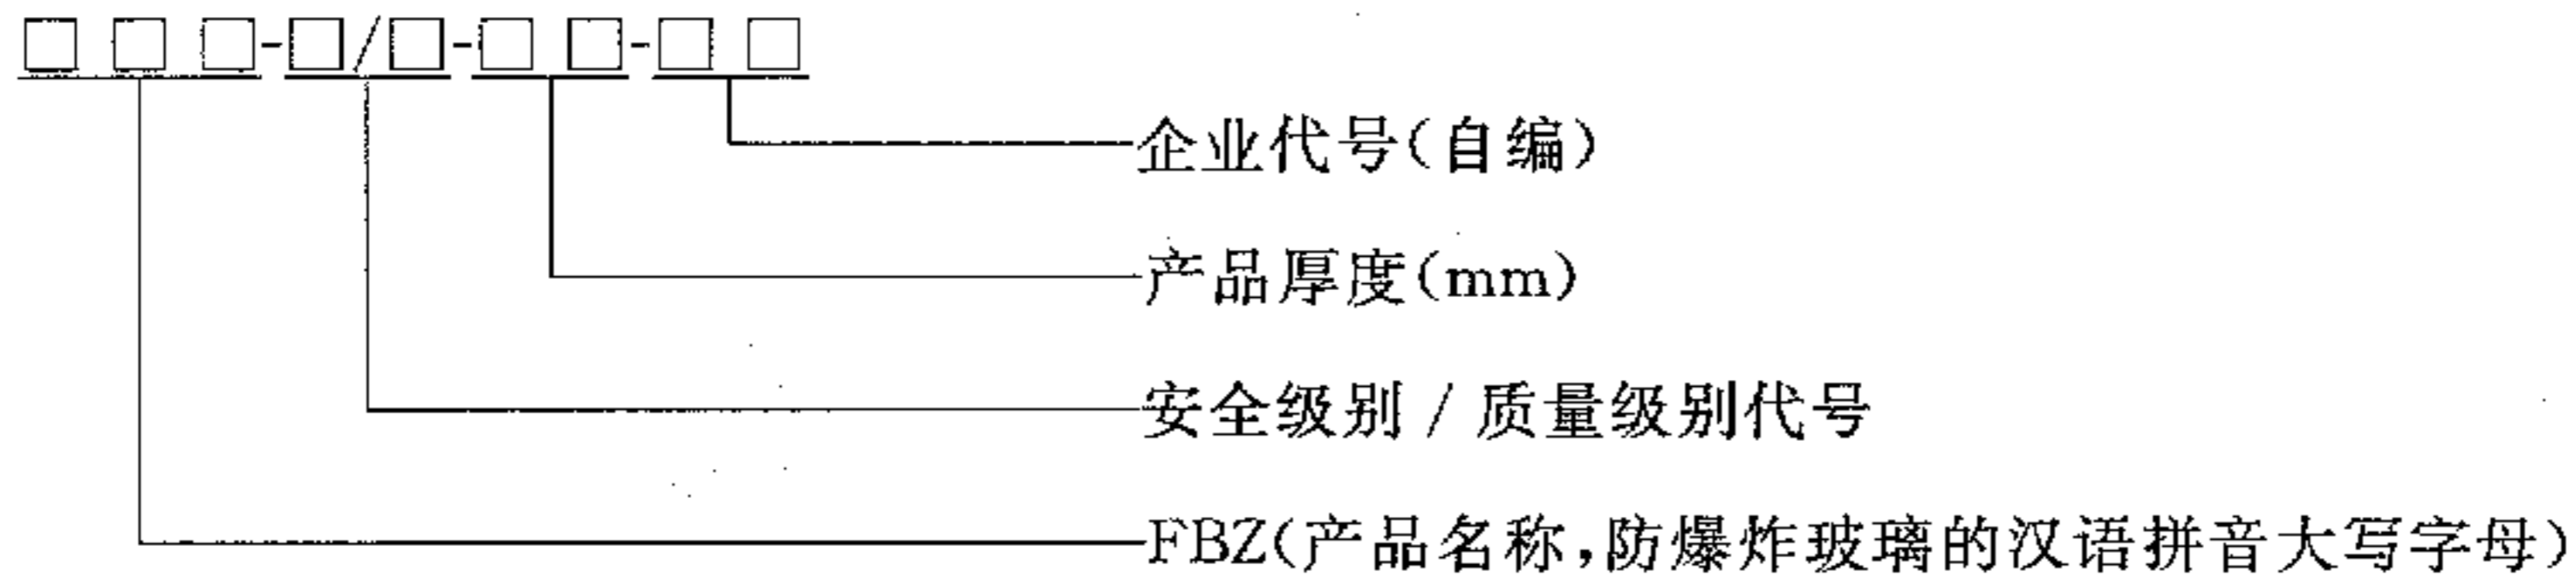 □ □ □-□/□-□ □-□ □
企业代号(自编)
产品厚度(mm)
安全级别 / 质量级别代号
FBZ(产品名称,防爆炸玻璃的汉语拼音大写字母)